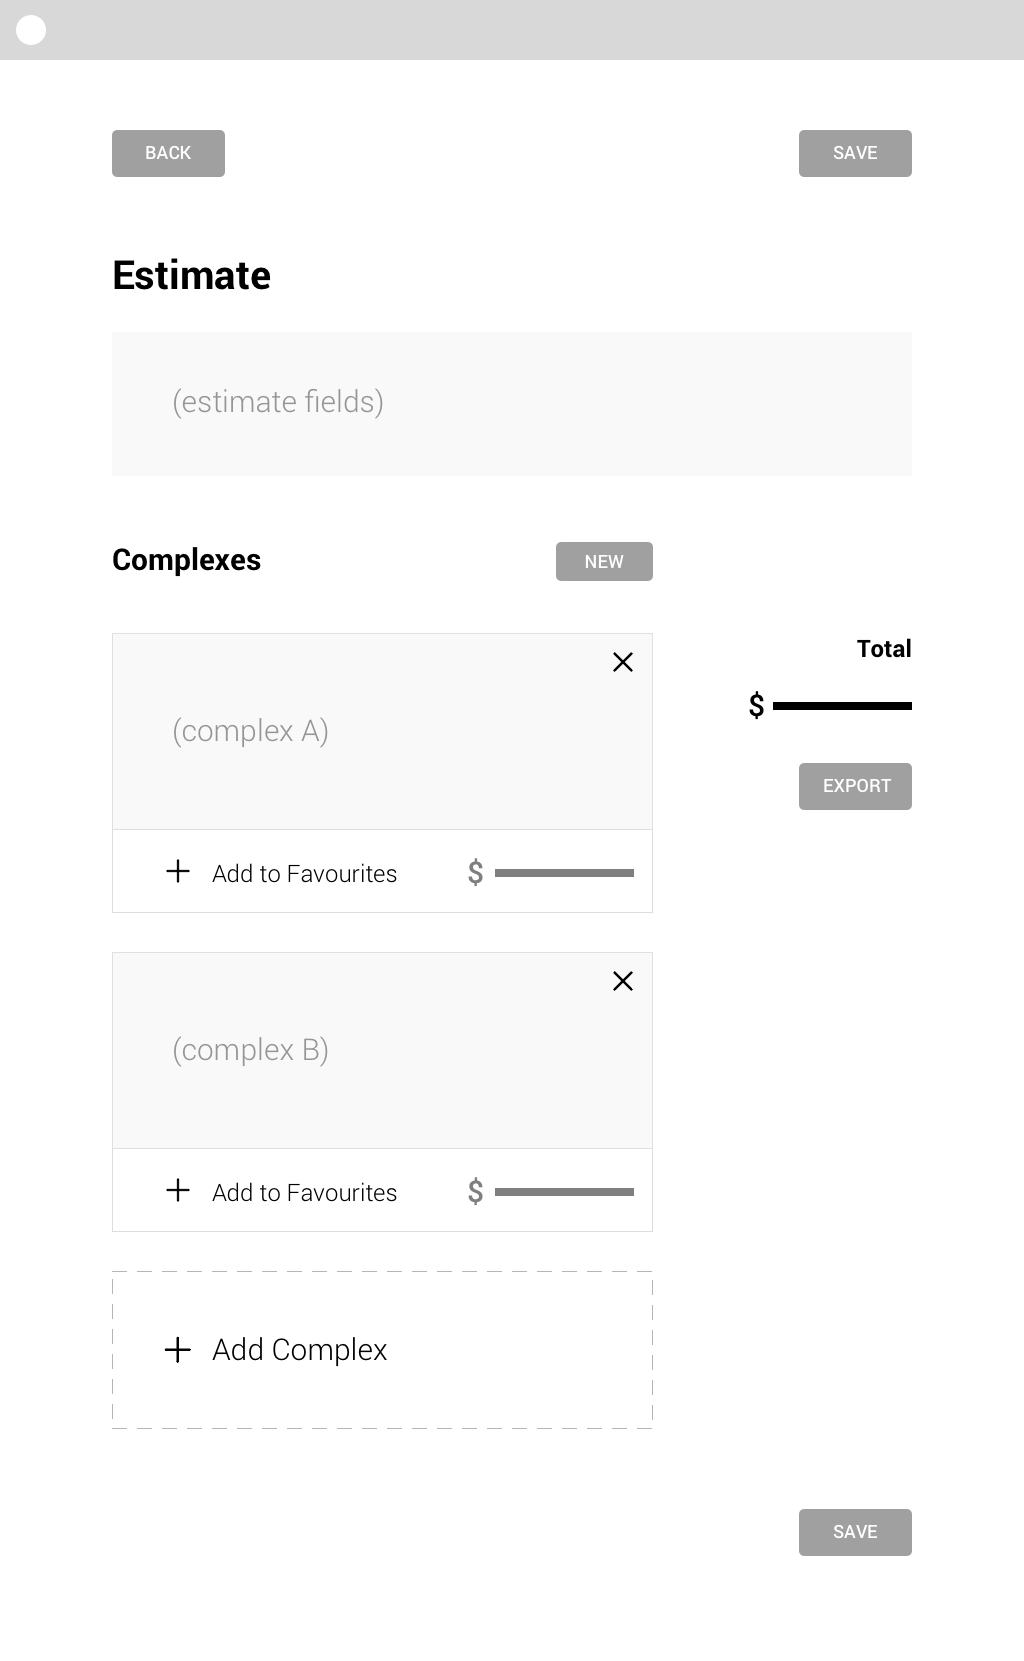 BACK
SAVE
Estimate
(estimate fields)
Complexes
NEW
(complex A)
Total
$
EXPORT
Add to Favourites
$
(complex B)
Add to Favourites
$
Add Complex
SAVE